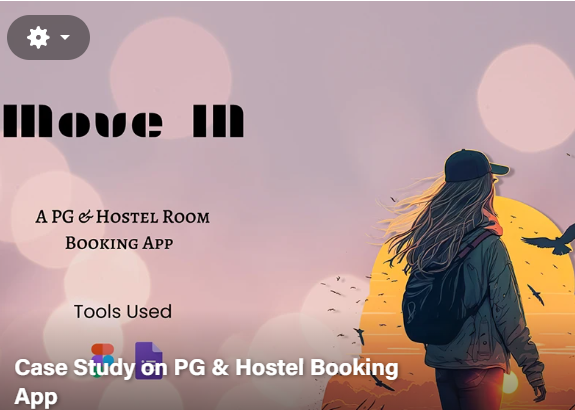 Move In
A PG & Hostel Room
Booking App
Tools Used
Case Study on PG & Hostel Booking
App